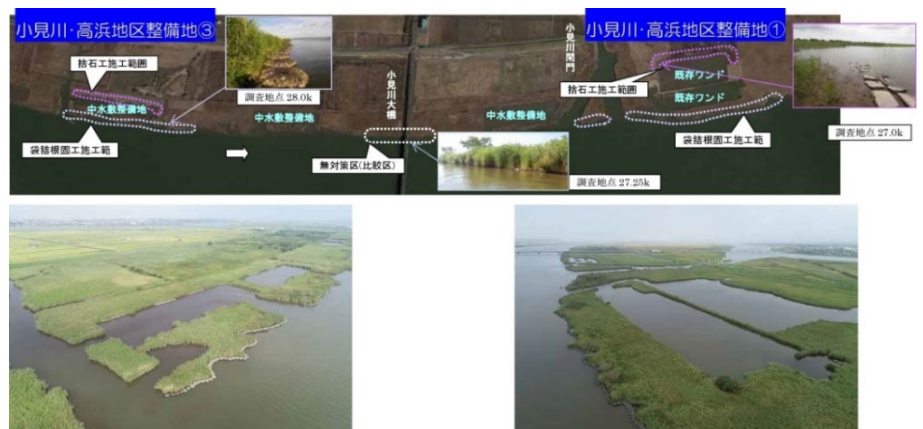 小見川・高浜地区整備地③
小見川・高浜地区整備地①
捨石工施工範囲
中水敷整備地
袋詰根固工施工範
調査地点 28.0k
中水敷整備地
小見川大橋
無対策区(比較区)
調査地点 27.25k
中水敷整備地
小見川閘門
捨石工施工範囲
既存ワンド
既存ワンド
袋詰根固工施工範
調査地点 27.0k